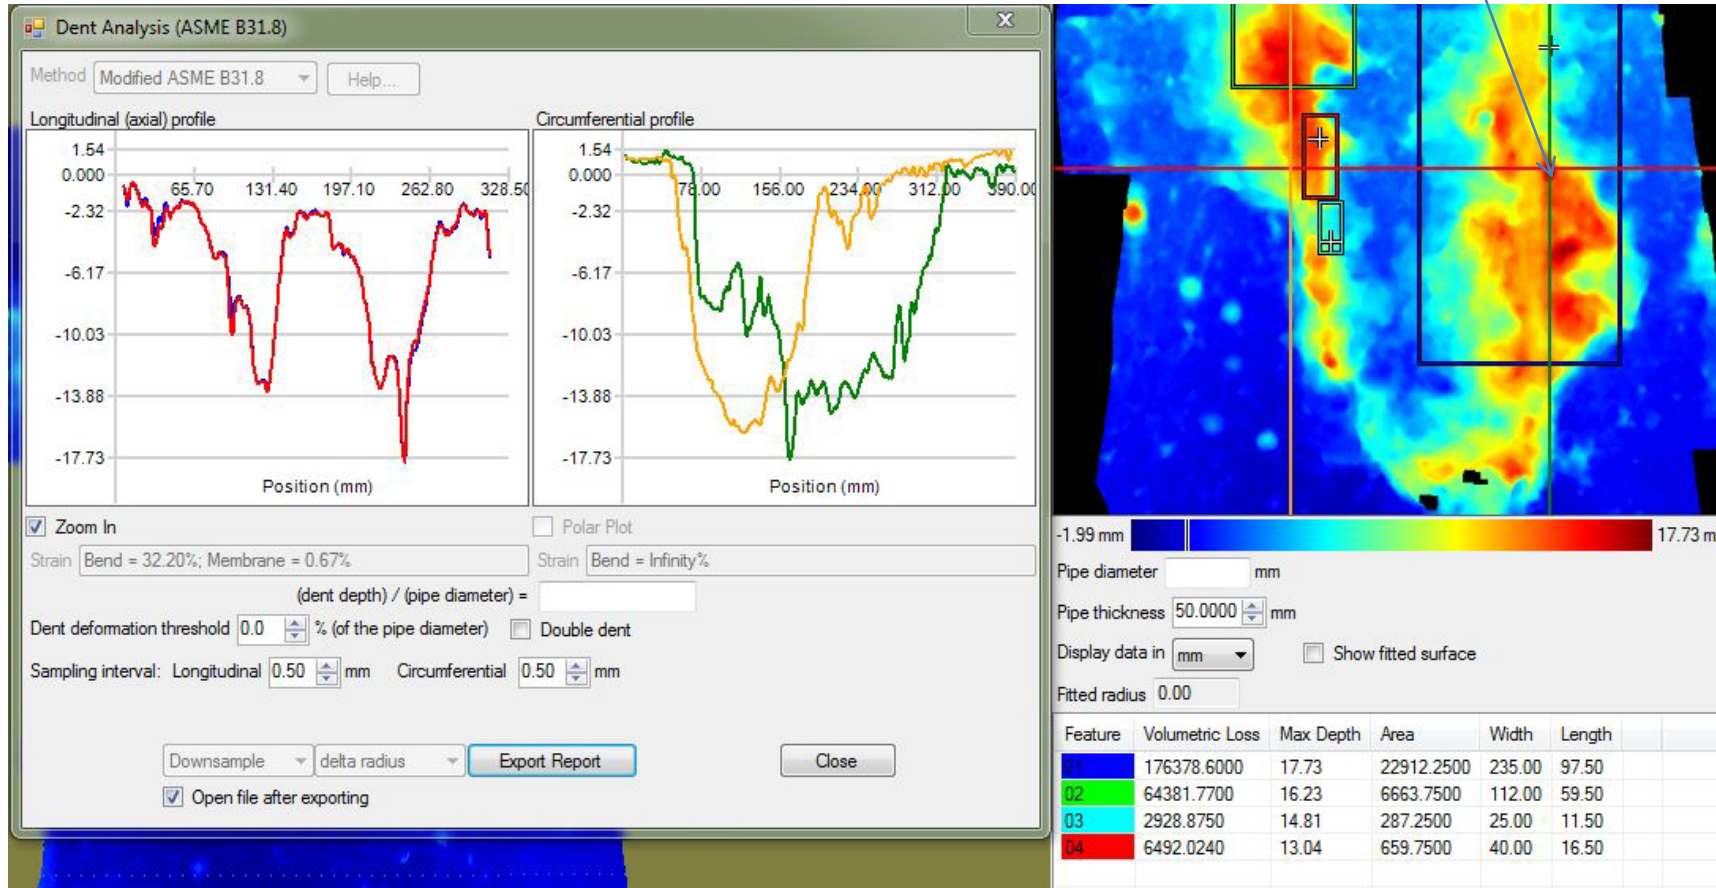 Dent Analysis (ASME B31.8)
x
Method Modified ASME B31.8 Help...
Longitudinal (axial) profile
1.54
0.000
65.70 131.40 197.10 262.80 328.50
-2.32
-6.17
-10.03
-13.88
-17.73
Position (mm)
Circumferential profile
1.54
0.000
78.00 156.00 234.00 312.00 390.00
-2.32
-6.17
-10.03
-13.88
-17.73
Position (mm)
Zoom In
Polar Plot
Strain Bend = 32.20%; Membrane = 0.67%
Strain Bend = Infinity%
(dent depth) / (pipe diameter) =
Dent deformation threshold 0.0 % (of the pipe diameter) Double dent
Sampling interval: Longitudinal 0.50 mm Circumferential 0.50 mm
Downsample delta radius Export Report Close
Open file after exporting
-1.99 mm 17.73 m
Pipe diameter mm
Pipe thickness 50.0000 mm
Display data in mm Show fitted surface
Fitted radius 0.00
Feature Volumetric Loss Max Depth Area Width Length
01 176378.6000 17.73 22912.2500 235.00 97.50
02 64381.7700 16.23 6663.7500 112.00 59.50
03 2928.8750 14.81 287.2500 25.00 11.50
04 6492.0240 13.04 659.7500 40.00 16.50